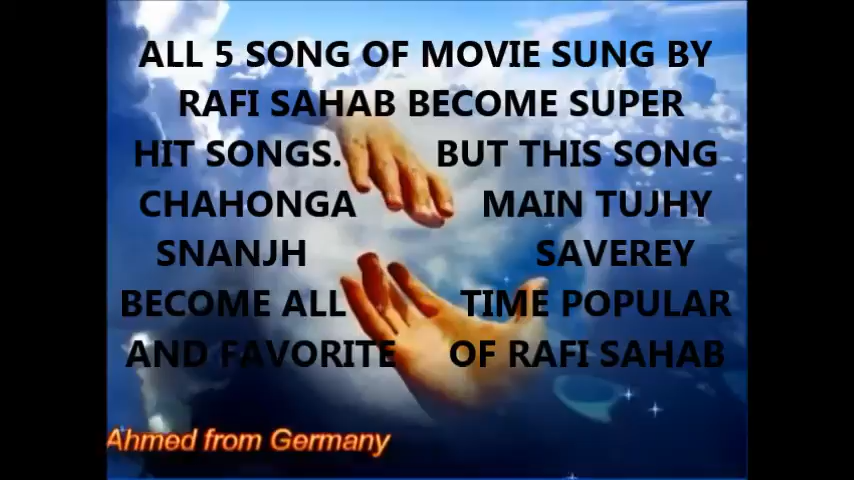 ALL 5 SONG OF MOVIE SUNG BY
RAFI SAHAB BECOME SUPER
HIT SONGS. BUT THIS SONG
CHAHONGA MAIN TUJHY
SNANJH SAVEREY
BECOME ALL TIME POPULAR
AND FAVORITE OF RAFI SAHAB
Ahmed from Germany